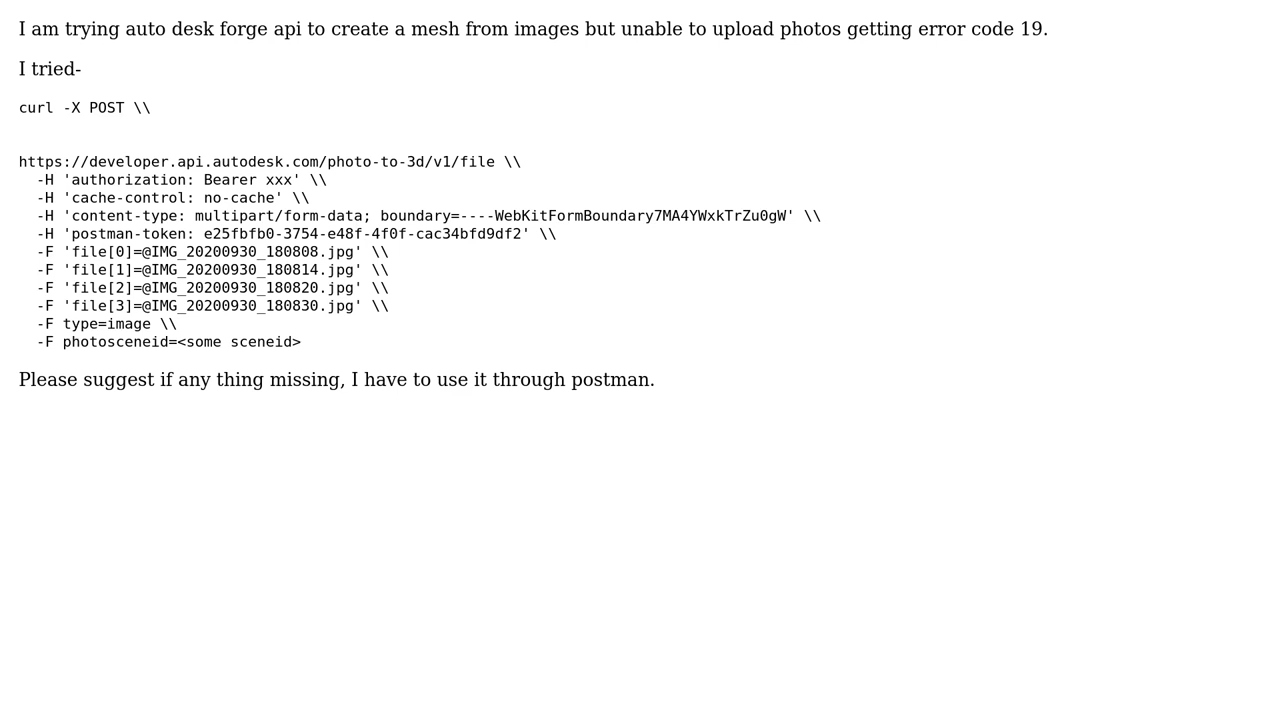 I am trying auto desk forge api to create a mesh from images but unable to upload photos getting error code 19.
I tried-
curl -X POST \\
https://developer.api.autodesk.com/photo-to-3d/v1/file \\
-H 'authorization: Bearer xxx' \\
-H 'cache-control: no-cache' \\
-H 'content-type: multipart/form-data; boundary=----WebKitFormBoundary7MA4YWxkTrZu0gW' \\
-H 'postman-token: e25fbfb0-3754-e48f-4f0f-cac34bfd9df2' \\
-F 'file[0]=@IMG_20200930_180808.jpg' \\
-F 'file[1]=@IMG_20200930_180814.jpg' \\
-F 'file[2]=@IMG_20200930_180820.jpg' \\
-F 'file[3]=@IMG_20200930_180830.jpg' \\
-F type=image \\
-F photosceneid=<some sceneid>
Please suggest if any thing missing, I have to use it through postman.